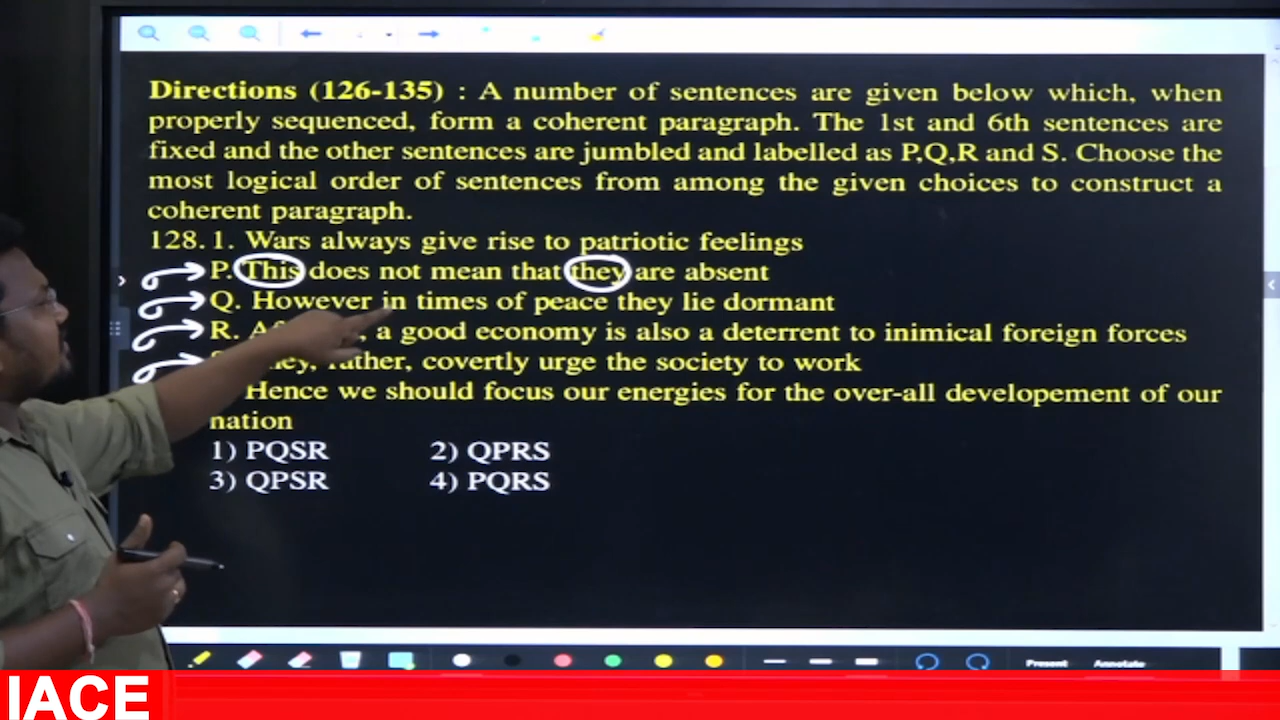 Directions (126-135) : A number of sentences are given below which, when
properly sequenced, form a coherent paragraph. The 1st and 6th sentences are
fixed and the other sentences are jumbled and labelled as P,Q,R and S. Choose the
most logical order of sentences from among the given choices to construct a
coherent paragraph.
128.1. Wars always give rise to patriotic feelings
P. This does not mean that they are absent
Q. However in times of peace they lie dormant
R. a good economy is also a deterrent to inimical foreign forces
rather, covertly urge the society to work
Hence we should focus our energies for the over-all developement of our
nation
1) PQSR 2) QPRS
3) QPSR 4) PQRS
Present Annotate
IACE